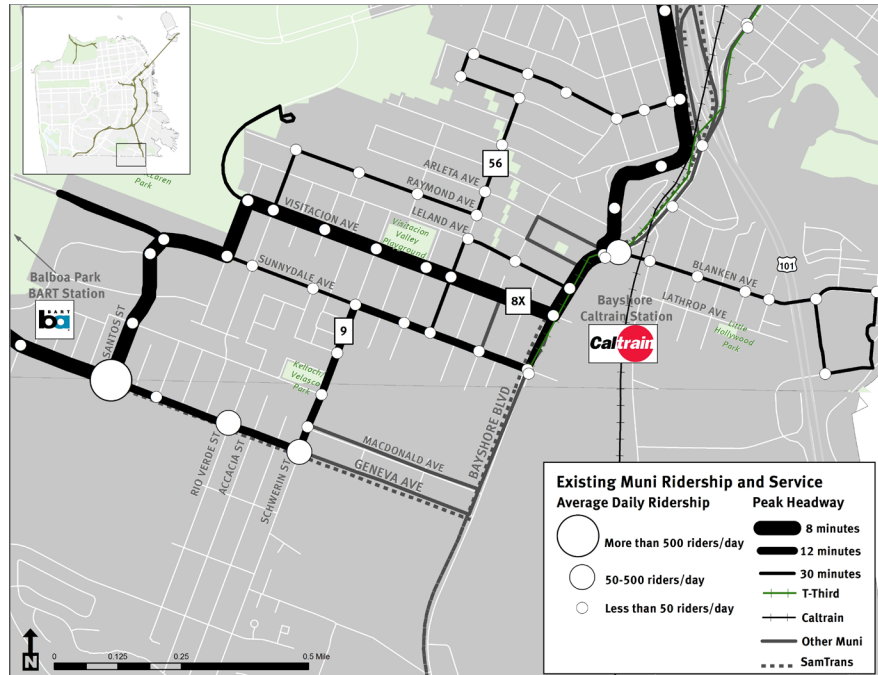 McLaren
Park
ARLETA AVE
56
RAYMOND AVE
LELAND AVE
VISITACION AVE
Visitacion
Valley
Playground
SUNNYDALE AVE
BLANKEN AVE
101
LATHROP AVE
Little
Hollywood
Park
Balboa Park
BART Station
BART
ba
SANTOS ST
8X
Bayshore
Caltrain Station
Caltrain
9
Velasco
Park
BAYSHORE BLVD
MACDONALD AVE
GENEVA AVE
RIO VERDE ST
ACCACIA ST
SCHWERIN ST
Existing Muni Ridership and Service
Average Daily Ridership
Peak Headway
More than 500 riders/day
50-500 riders/day
Less than 50 riders/day
8 minutes
12 minutes
30 minutes
T-Third
Caltrain
Other Muni
SamTrans
N
0 0.125 0.25 0.5 Mile